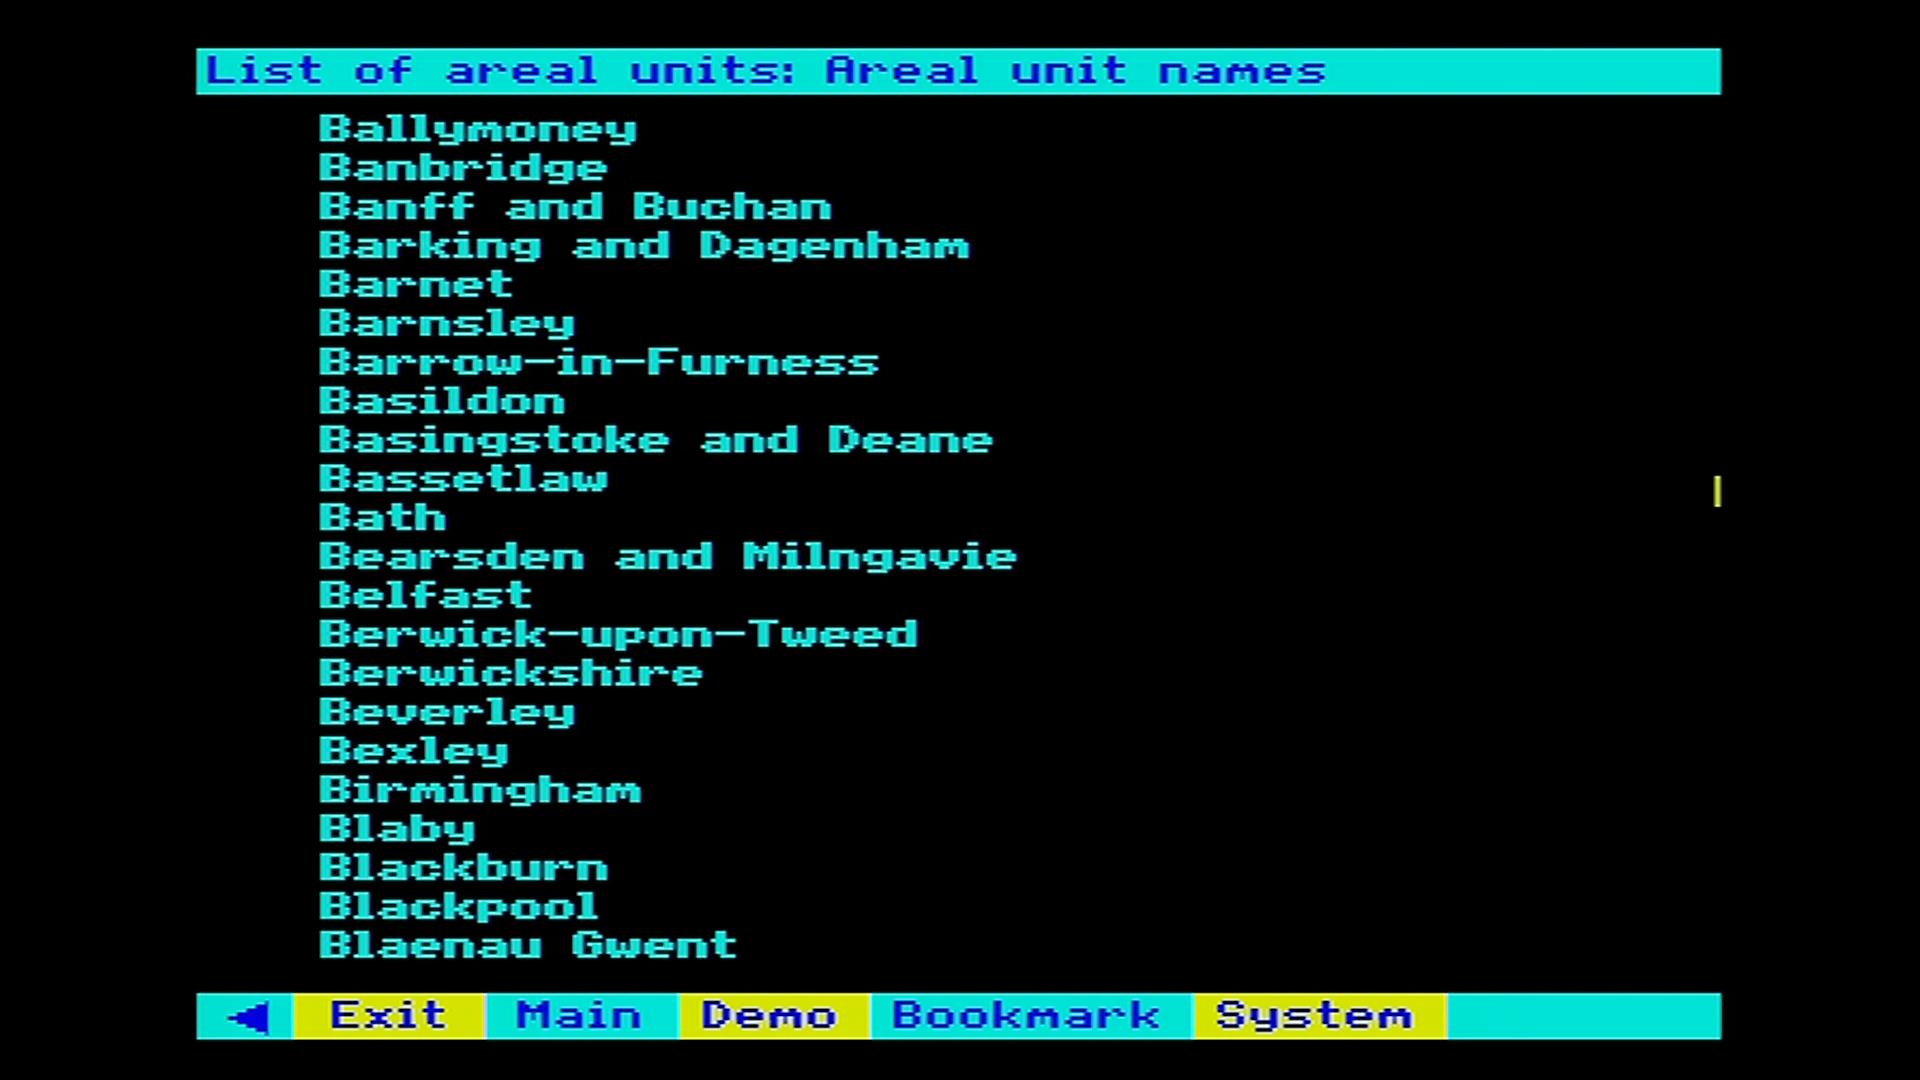 List of areal units: Areal unit names
Ballymoney
Banbridge
Banff and Buchan
Barking and Dagenham
Barnet
Barnsley
Barrow-in-Furness
Basildon
Basingstoke and Deane
Bassetlaw
Bath
Bearsden and Milngavie
Belfast
Berwick-upon-Tweed
Berwickshire
Beverley
Bexley
Birmingham
Blaby
Blackburn
Blackpool
Blaenau Gwent
Exit Main Demo Bookmark System